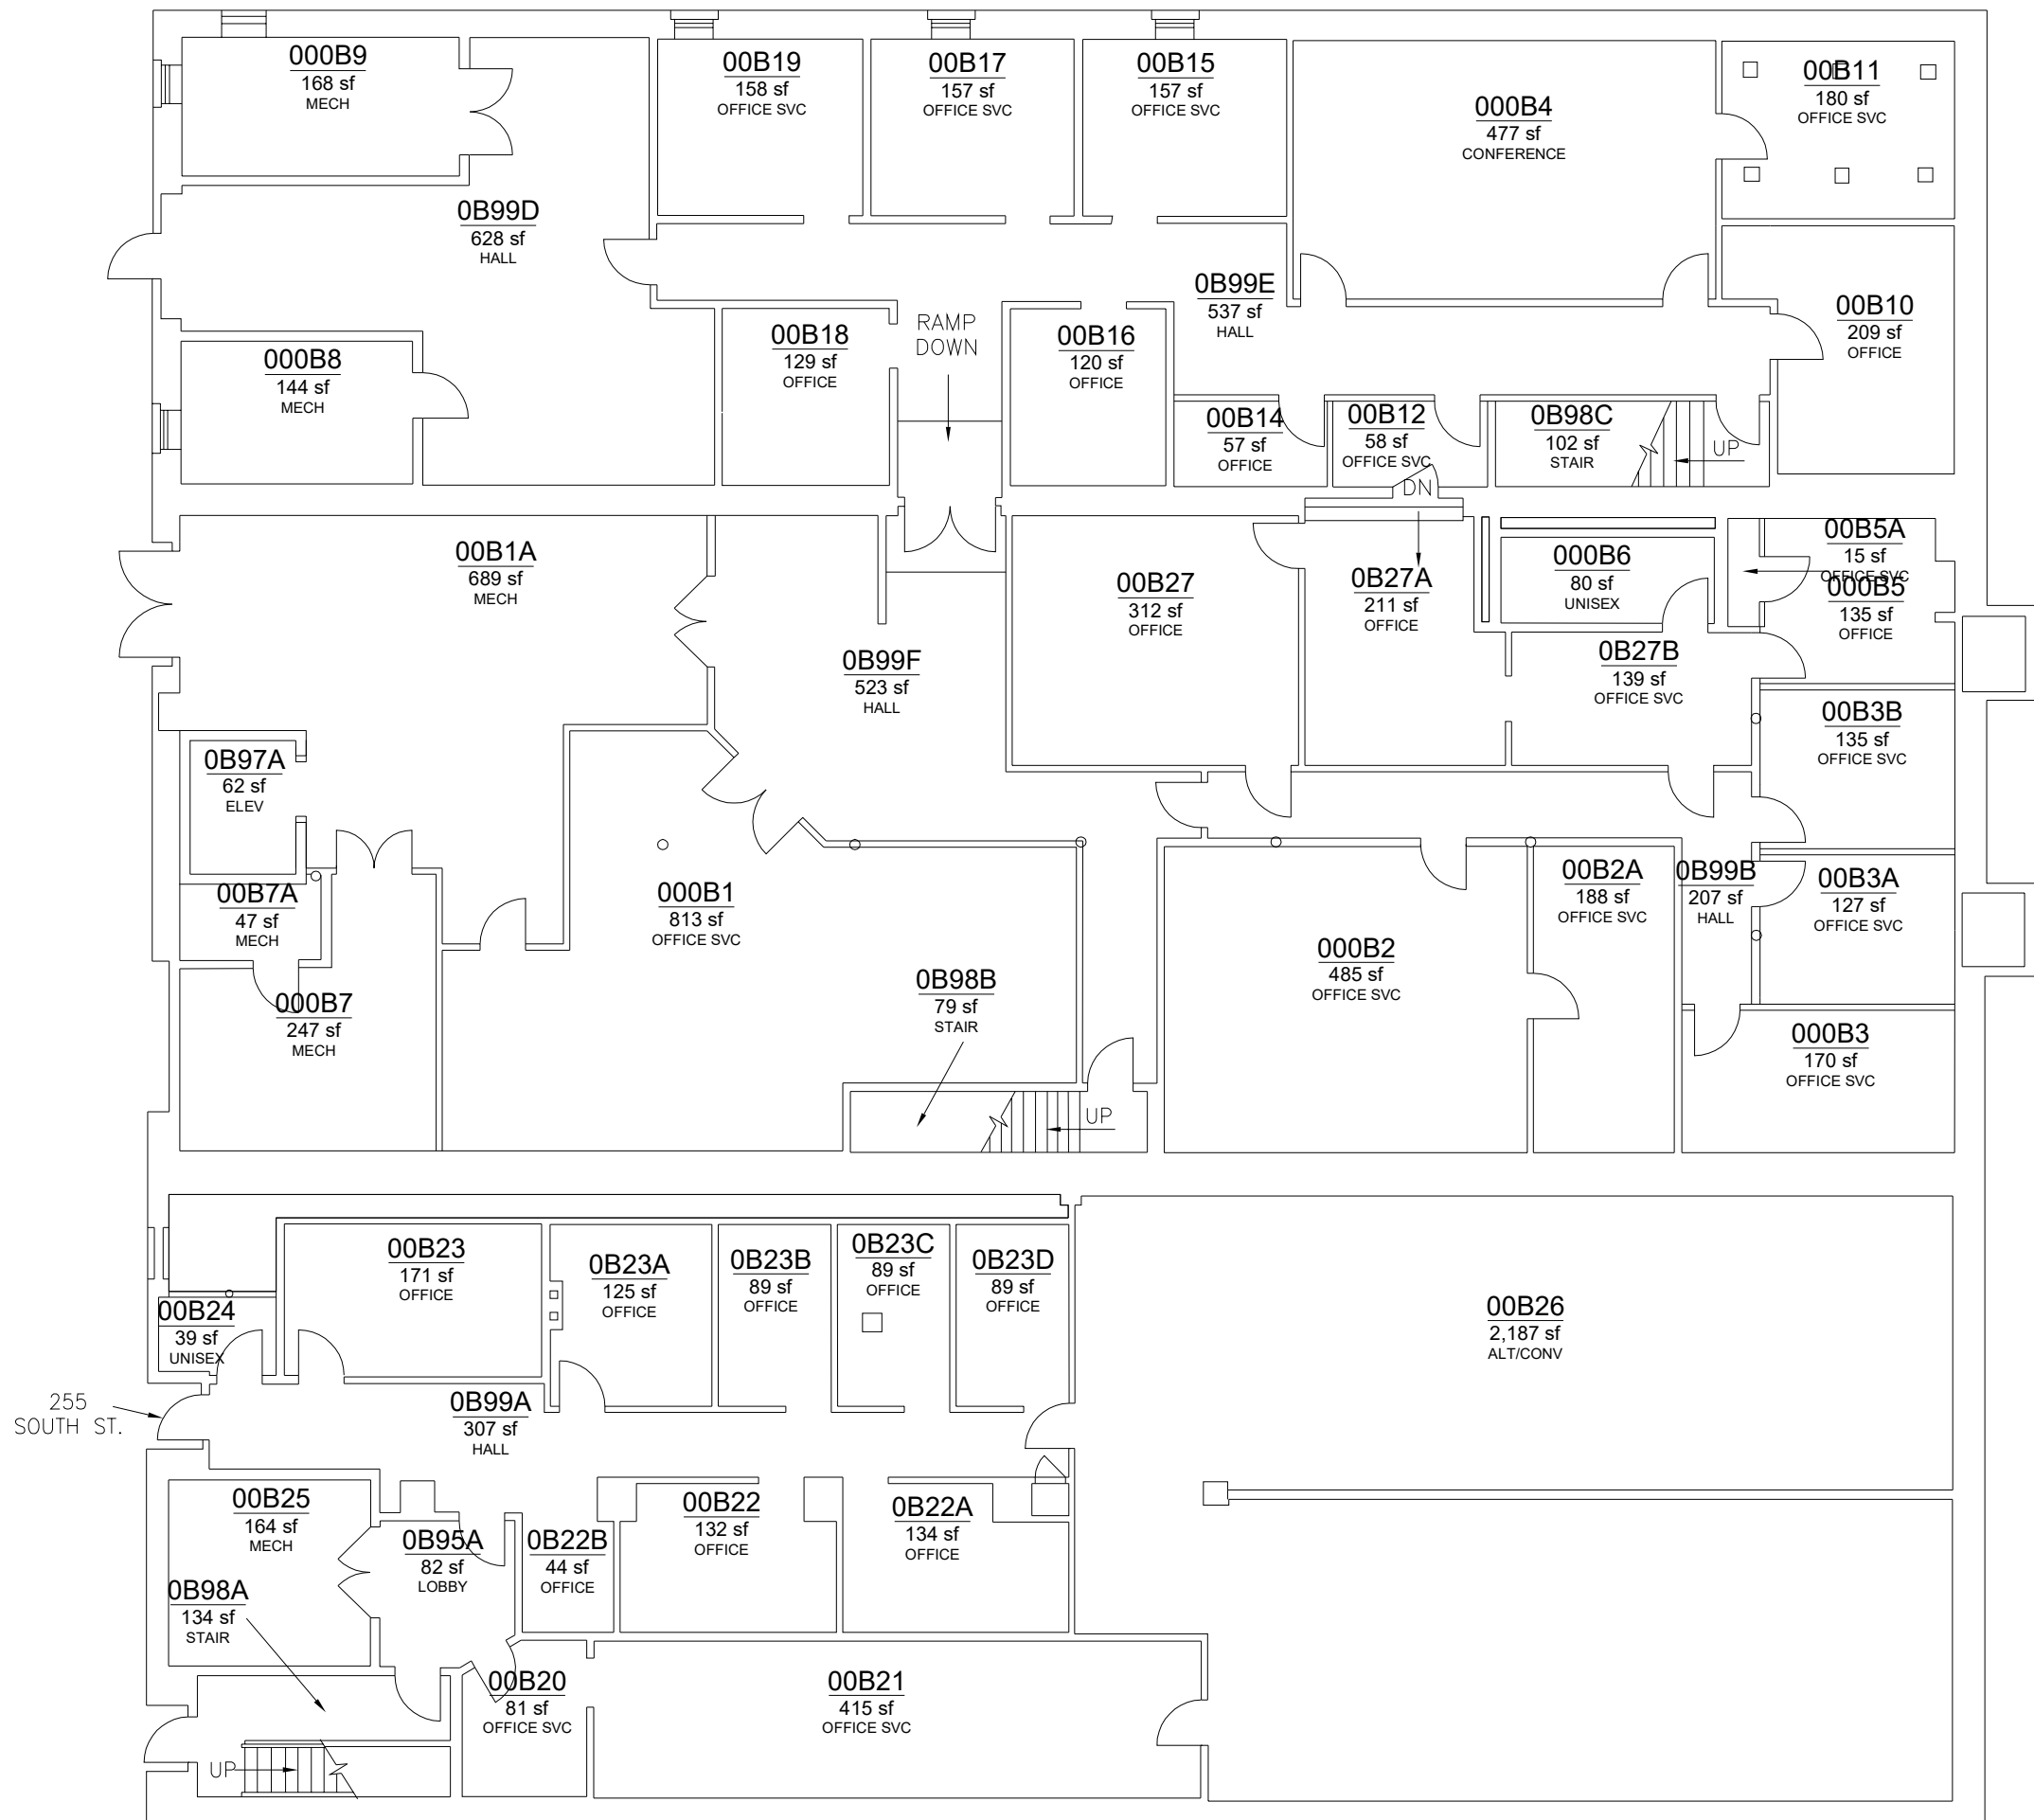 000B9
168 sf
MECH
00B19
158 sf
OFFICE SVC
00B17
157 sf
OFFICE SVC
00B15
157 sf
OFFICE SVC
000B4
477 sf
CONFERENCE
00B11
180 sf
OFFICE SVC
0B99D
628 sf
HALL
0B99E
537 sf
HALL
00B10
209 sf
OFFICE
000B8
144 sf
MECH
00B18
129 sf
OFFICE
RAMP
DOWN
00B16
120 sf
OFFICE
00B14
57 sf
OFFICE
00B12
58 sf
OFFICE SVC
0B98C
102 sf
STAIR
UP
DN
00B1A
689 sf
MECH
00B27
312 sf
OFFICE
0B27A
211 sf
OFFICE
000B6
80 sf
UNISEX
00B5A
15 sf
OFFICE SVC
000B5
135 sf
OFFICE
0B99F
523 sf
HALL
0B27B
139 sf
OFFICE SVC
00B3B
135 sf
OFFICE SVC
0B97A
62 sf
ELEV
00B7A
47 sf
MECH
000B1
813 sf
OFFICE SVC
00B2A
188 sf
OFFICE SVC
0B99B
207 sf
HALL
00B3A
127 sf
OFFICE SVC
000B2
485 sf
OFFICE SVC
000B7
247 sf
MECH
0B98B
79 sf
STAIR
000B3
170 sf
OFFICE SVC
UP
00B23
171 sf
OFFICE
0B23A
125 sf
OFFICE
0B23B
89 sf
OFFICE
0B23C
89 sf
OFFICE
0B23D
89 sf
OFFICE
00B24
39 sf
UNISEX
00B26
2,187 sf
ALT/CONV
255
SOUTH ST.
0B99A
307 sf
HALL
00B25
164 sf
MECH
0B95A
82 sf
LOBBY
0B22B
44 sf
OFFICE
00B22
132 sf
OFFICE
0B22A
134 sf
OFFICE
0B98A
134 sf
STAIR
00B20
81 sf
OFFICE SVC
00B21
415 sf
OFFICE SVC
UP